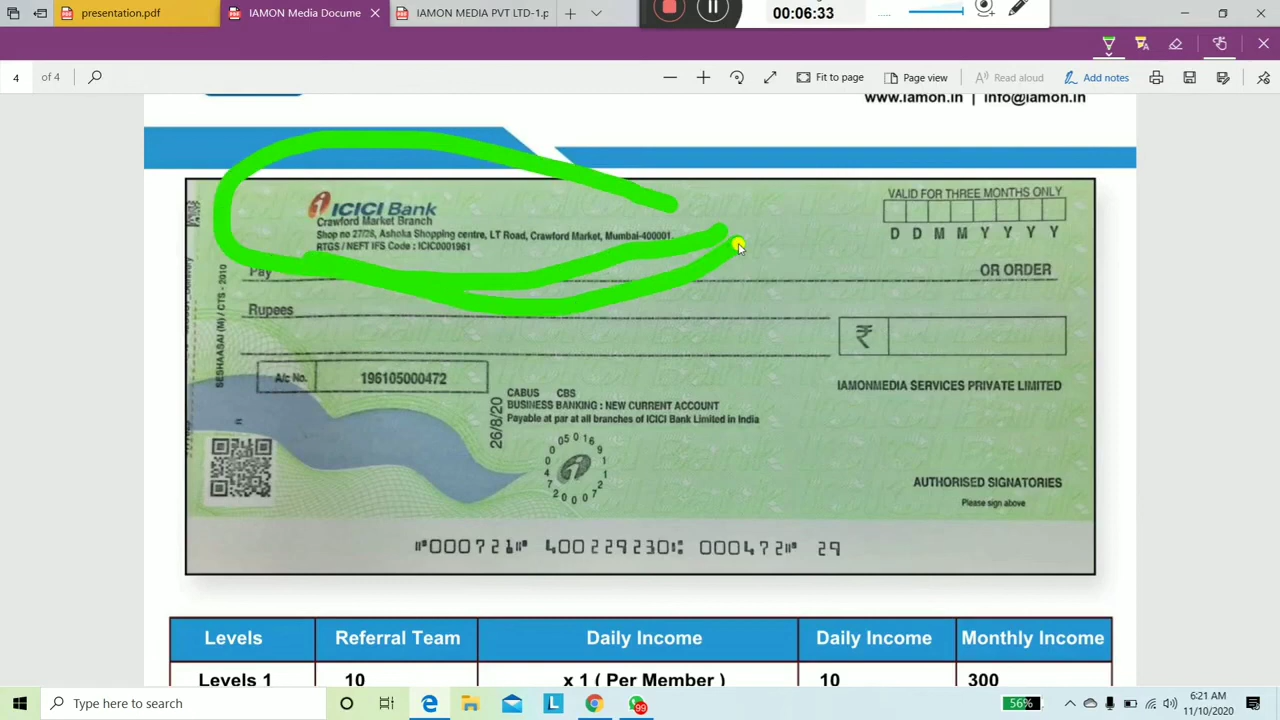 presentation.pdf
IAMON Media Docume
IAMON MEDIA PVT LTD-1.p
00:06:33
4 of 4
Fit to page
Page view
Read aloud
Add notes
www.iamon.in | info@iamon.in
VALID FOR THREE MONTHS ONLY
D D M M Y Y Y Y
ICICI Bank
Crawford Market Branch
Shop no 27/28, Ashoka Shopping centre, LT Road, Crawford Market, Mumbai-400001.
RTGS / NEFT IFS Code : ICIC0001961
Pay
OR ORDER
Rupees
₹
SESHAASAI (M) / CTS - 2010
A/c No. 196105000472
IAMONMEDIA SERVICES PRIVATE LIMITED
CABUS CBS
BUSINESS BANKING : NEW CURRENT ACCOUNT
Payable at par at all branches of ICICI Bank Limited in India
26/8/20
AUTHORISED SIGNATORIES
Please sign above
⑈000721⑈ 400229230⑆ 000472⑈ 29
Levels Referral Team Daily Income Daily Income Monthly Income
Levels 1 10 x 1 ( Per Member ) 10 300
Type here to search
99
56%
6:21 AM
11/10/2020